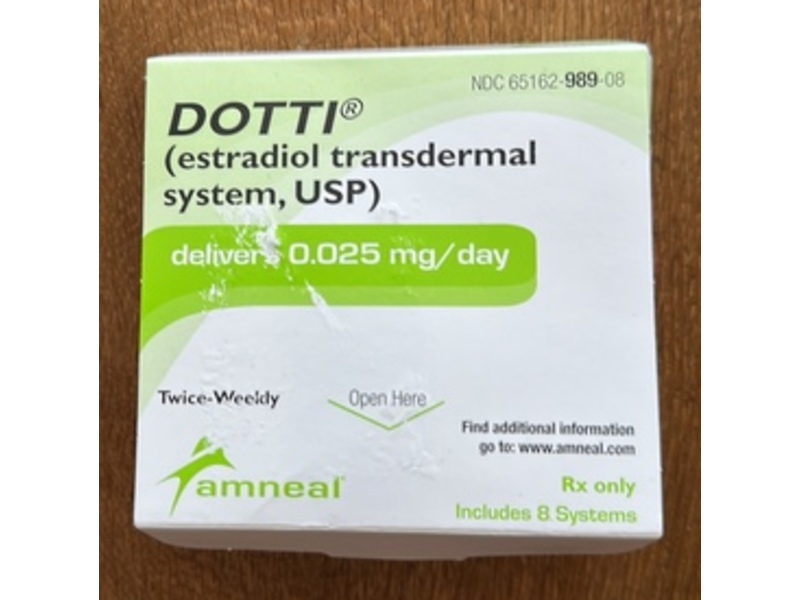 NDC 65162-989-08
DOTTI®
(estradiol transdermal
system, USP)
delivers 0.025 mg/day
Twice-Weekly
Open Here
Find additional information
go to: www.amneal.com
amneal
Rx only
Includes 8 Systems